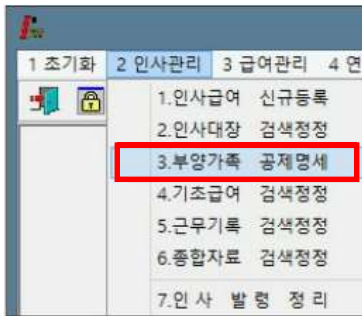 1 초기화 2 인사관리 3 급여관리 4 연
1.인사급여 신규등록
2.인사대장 검색정정
3.부양가족 공제명세
4.기초급여 검색정정
5.근무기록 검색정정
6.종합자료 검색정정
7.인 사 발 령 정 리